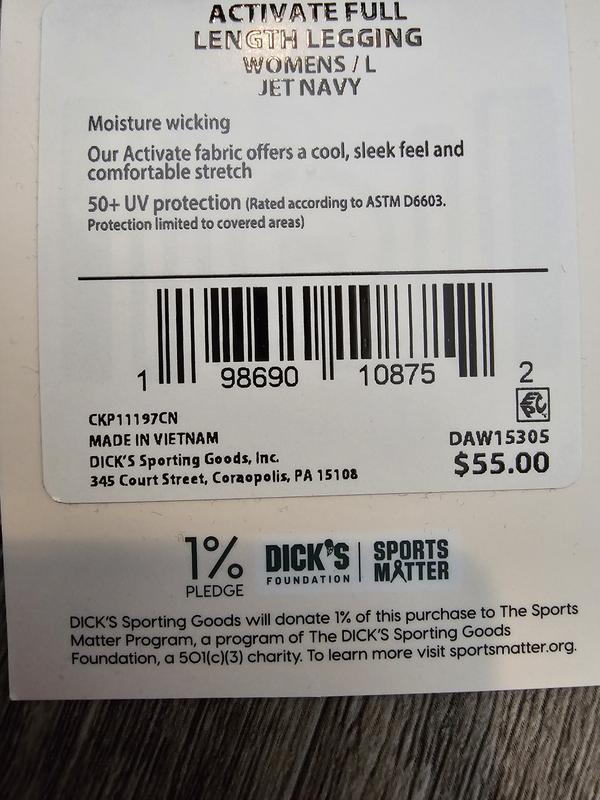 ACTIVATE FULL
LENGTH LEGGING
WOMENS / L
JET NAVY
Moisture wicking
Our Activate fabric offers a cool, sleek feel and
comfortable stretch
50+ UV protection (Rated according to ASTM D6603.
Protection limited to covered areas)
1 98690 10875 2
CKP11197CN
MADE IN VIETNAM
DICK'S Sporting Goods, Inc.
345 Court Street, Coraopolis, PA 15108
DAW15305
$55.00
1%
PLEDGE
DICK'S
FOUNDATION
SPORTS
MATTER
DICK'S Sporting Goods will donate 1% of this purchase to The Sports
Matter Program, a program of The DICK'S Sporting Goods
Foundation, a 501(c)(3) charity. To learn more visit sportsmatter.org.